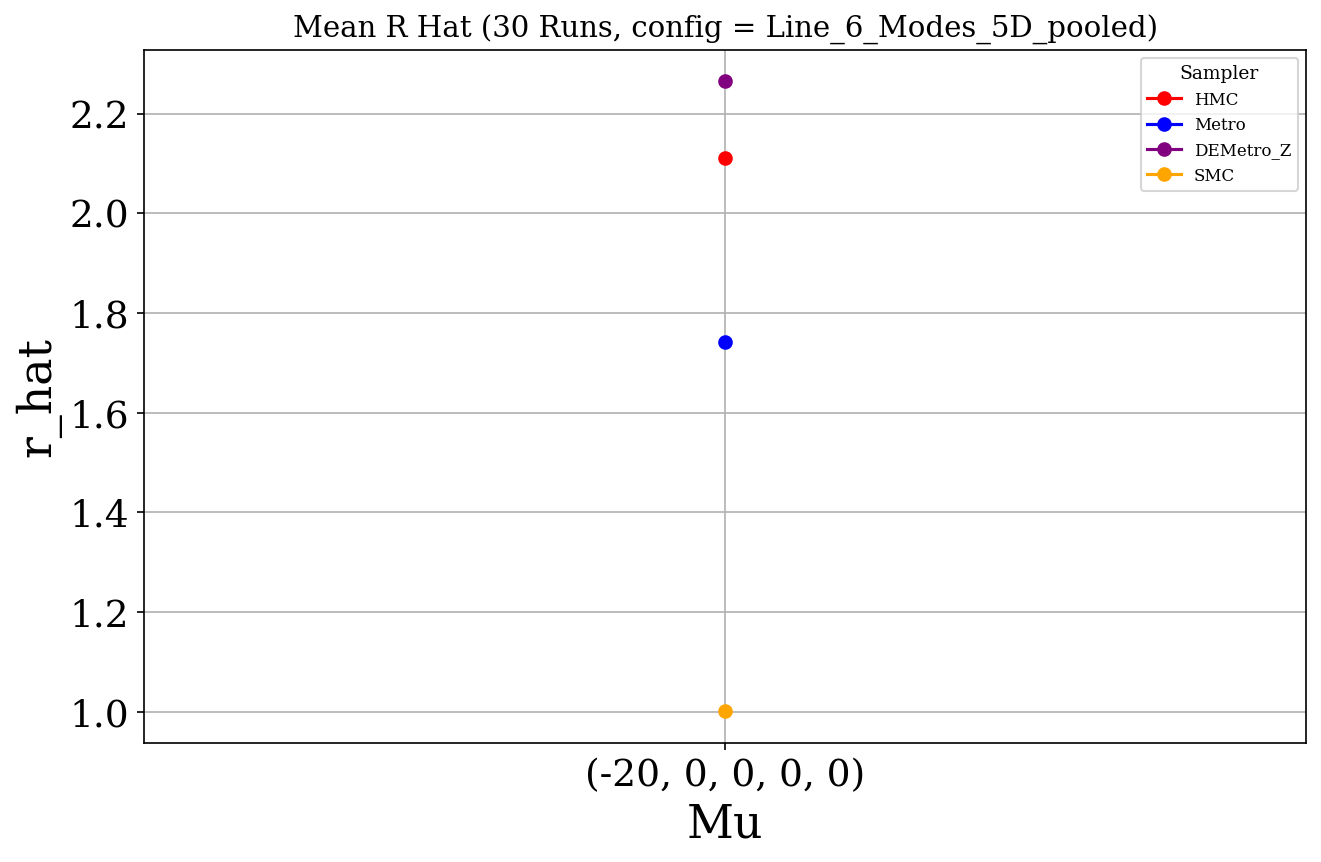 Mean R Hat (30 Runs, config = Line_6_Modes_5D_pooled)
Sampler
HMC
Metro
DEMetro_Z
SMC
2.2
2.0
1.8
1.6
1.4
1.2
1.0
r_hat
(-20, 0, 0, 0, 0)
Mu